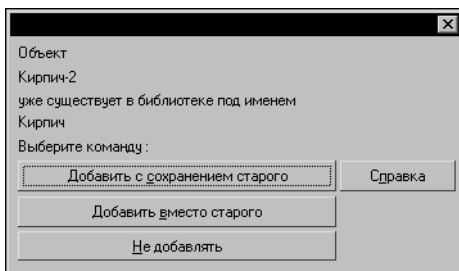 Объект
Кирпич-2
уже существует в библиотеке под именем
Кирпич
Выберите команду :
Добавить с сохранением старого
Справка
Добавить вместо старого
Не добавлять